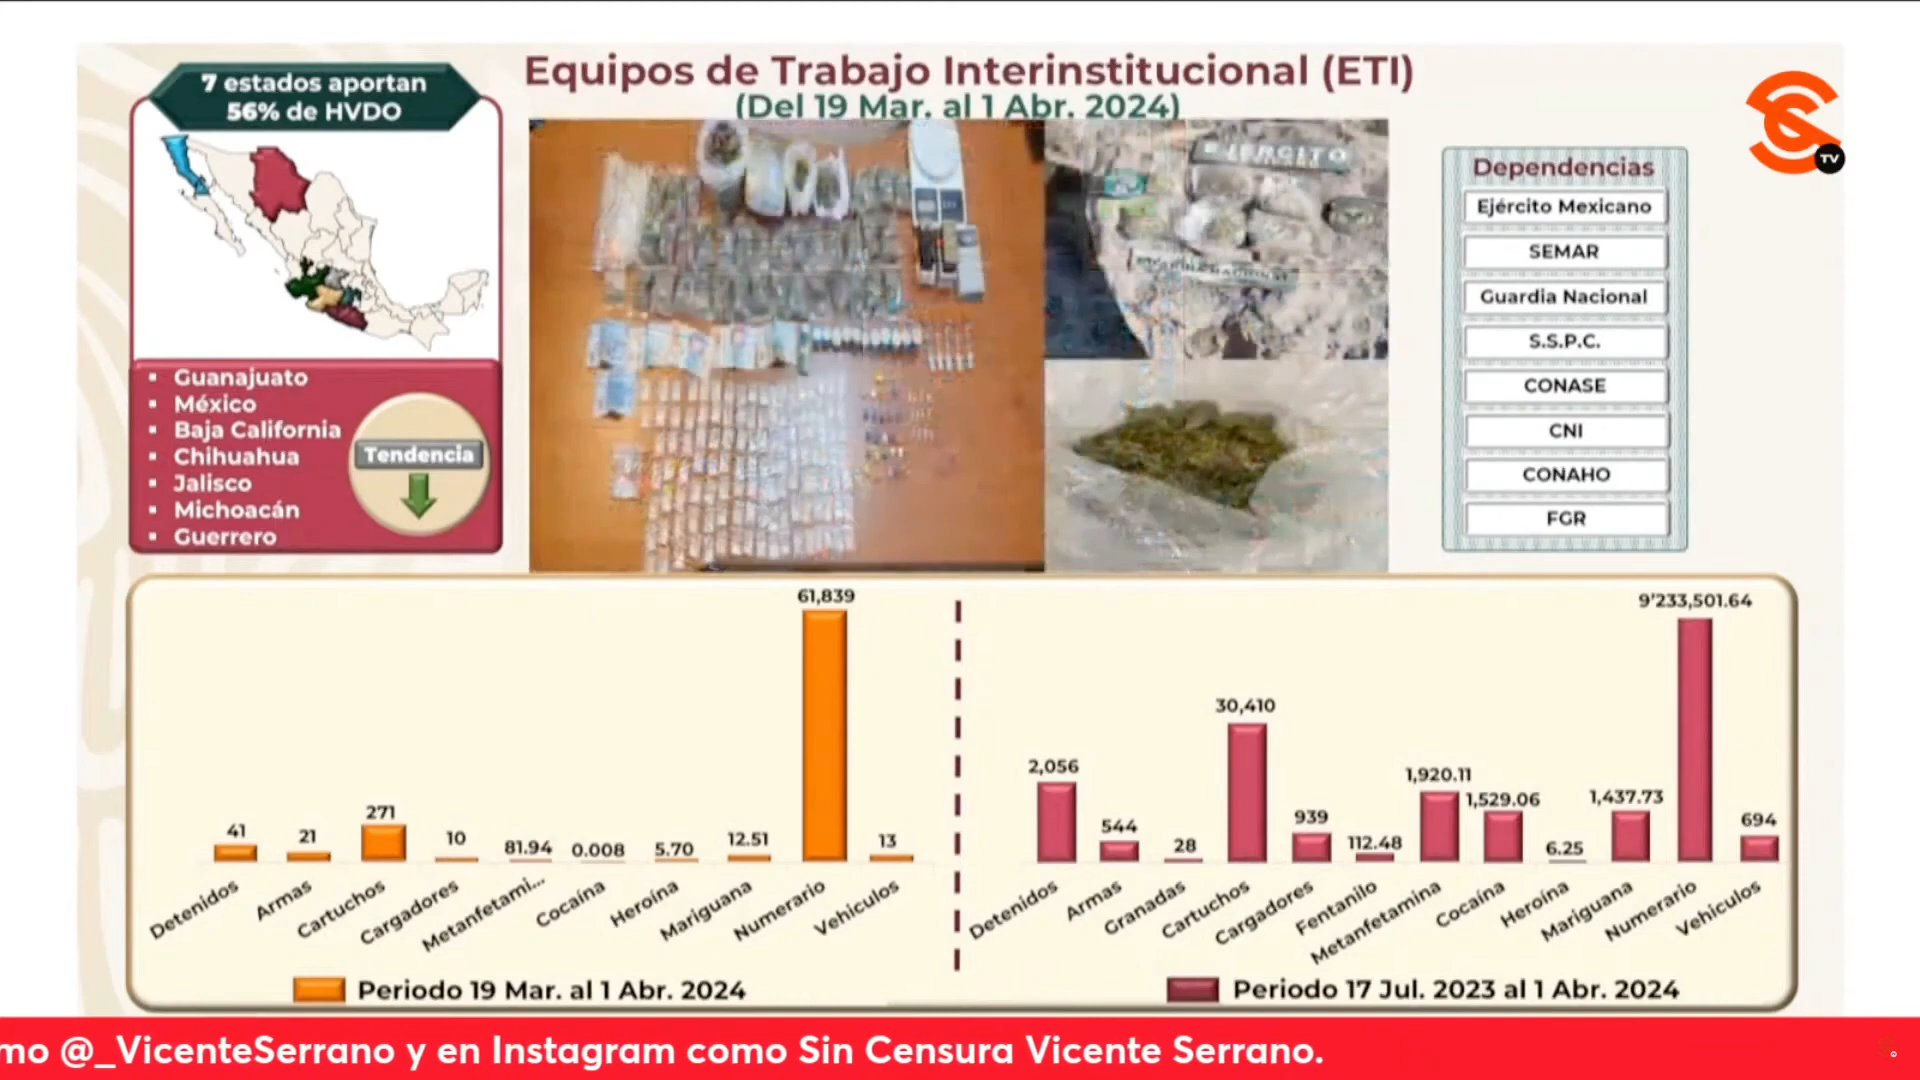 Equipos de Trabajo Interinstitucional (ETI)
(Del 19 Mar. al 1 Abr. 2024)
7 estados aportan
56% de HVDO
▪ Guanajuato
▪ México
▪ Baja California
▪ Chihuahua
▪ Jalisco
▪ Michoacán
▪ Guerrero
Tendencia
EJERCITO
TV
Dependencias
Ejército Mexicano
SEMAR
Guardia Nacional
S.S.P.C.
CONASE
CNI
CONAHO
FGR
41
21
271
10
81.94
0.008
5.70
12.51
61,839
13
Detenidos
Armas
Cartuchos
Cargadores
Metanfetami...
Cocaína
Heroína
Mariguana
Numerario
Vehículos
Periodo 19 Mar. al 1 Abr. 2024
2,056
544
28
30,410
939
112.48
1,920.11
1,529.06
6.25
1,437.73
9'233,501.64
694
Detenidos
Armas
Granadas
Cartuchos
Cargadores
Fentanilo
Metanfetamina
Cocaína
Heroína
Mariguana
Numerario
Vehículos
Periodo 17 Jul. 2023 al 1 Abr. 2024
mo @_VicenteSerrano y en Instagram como Sin Censura Vicente Serrano.